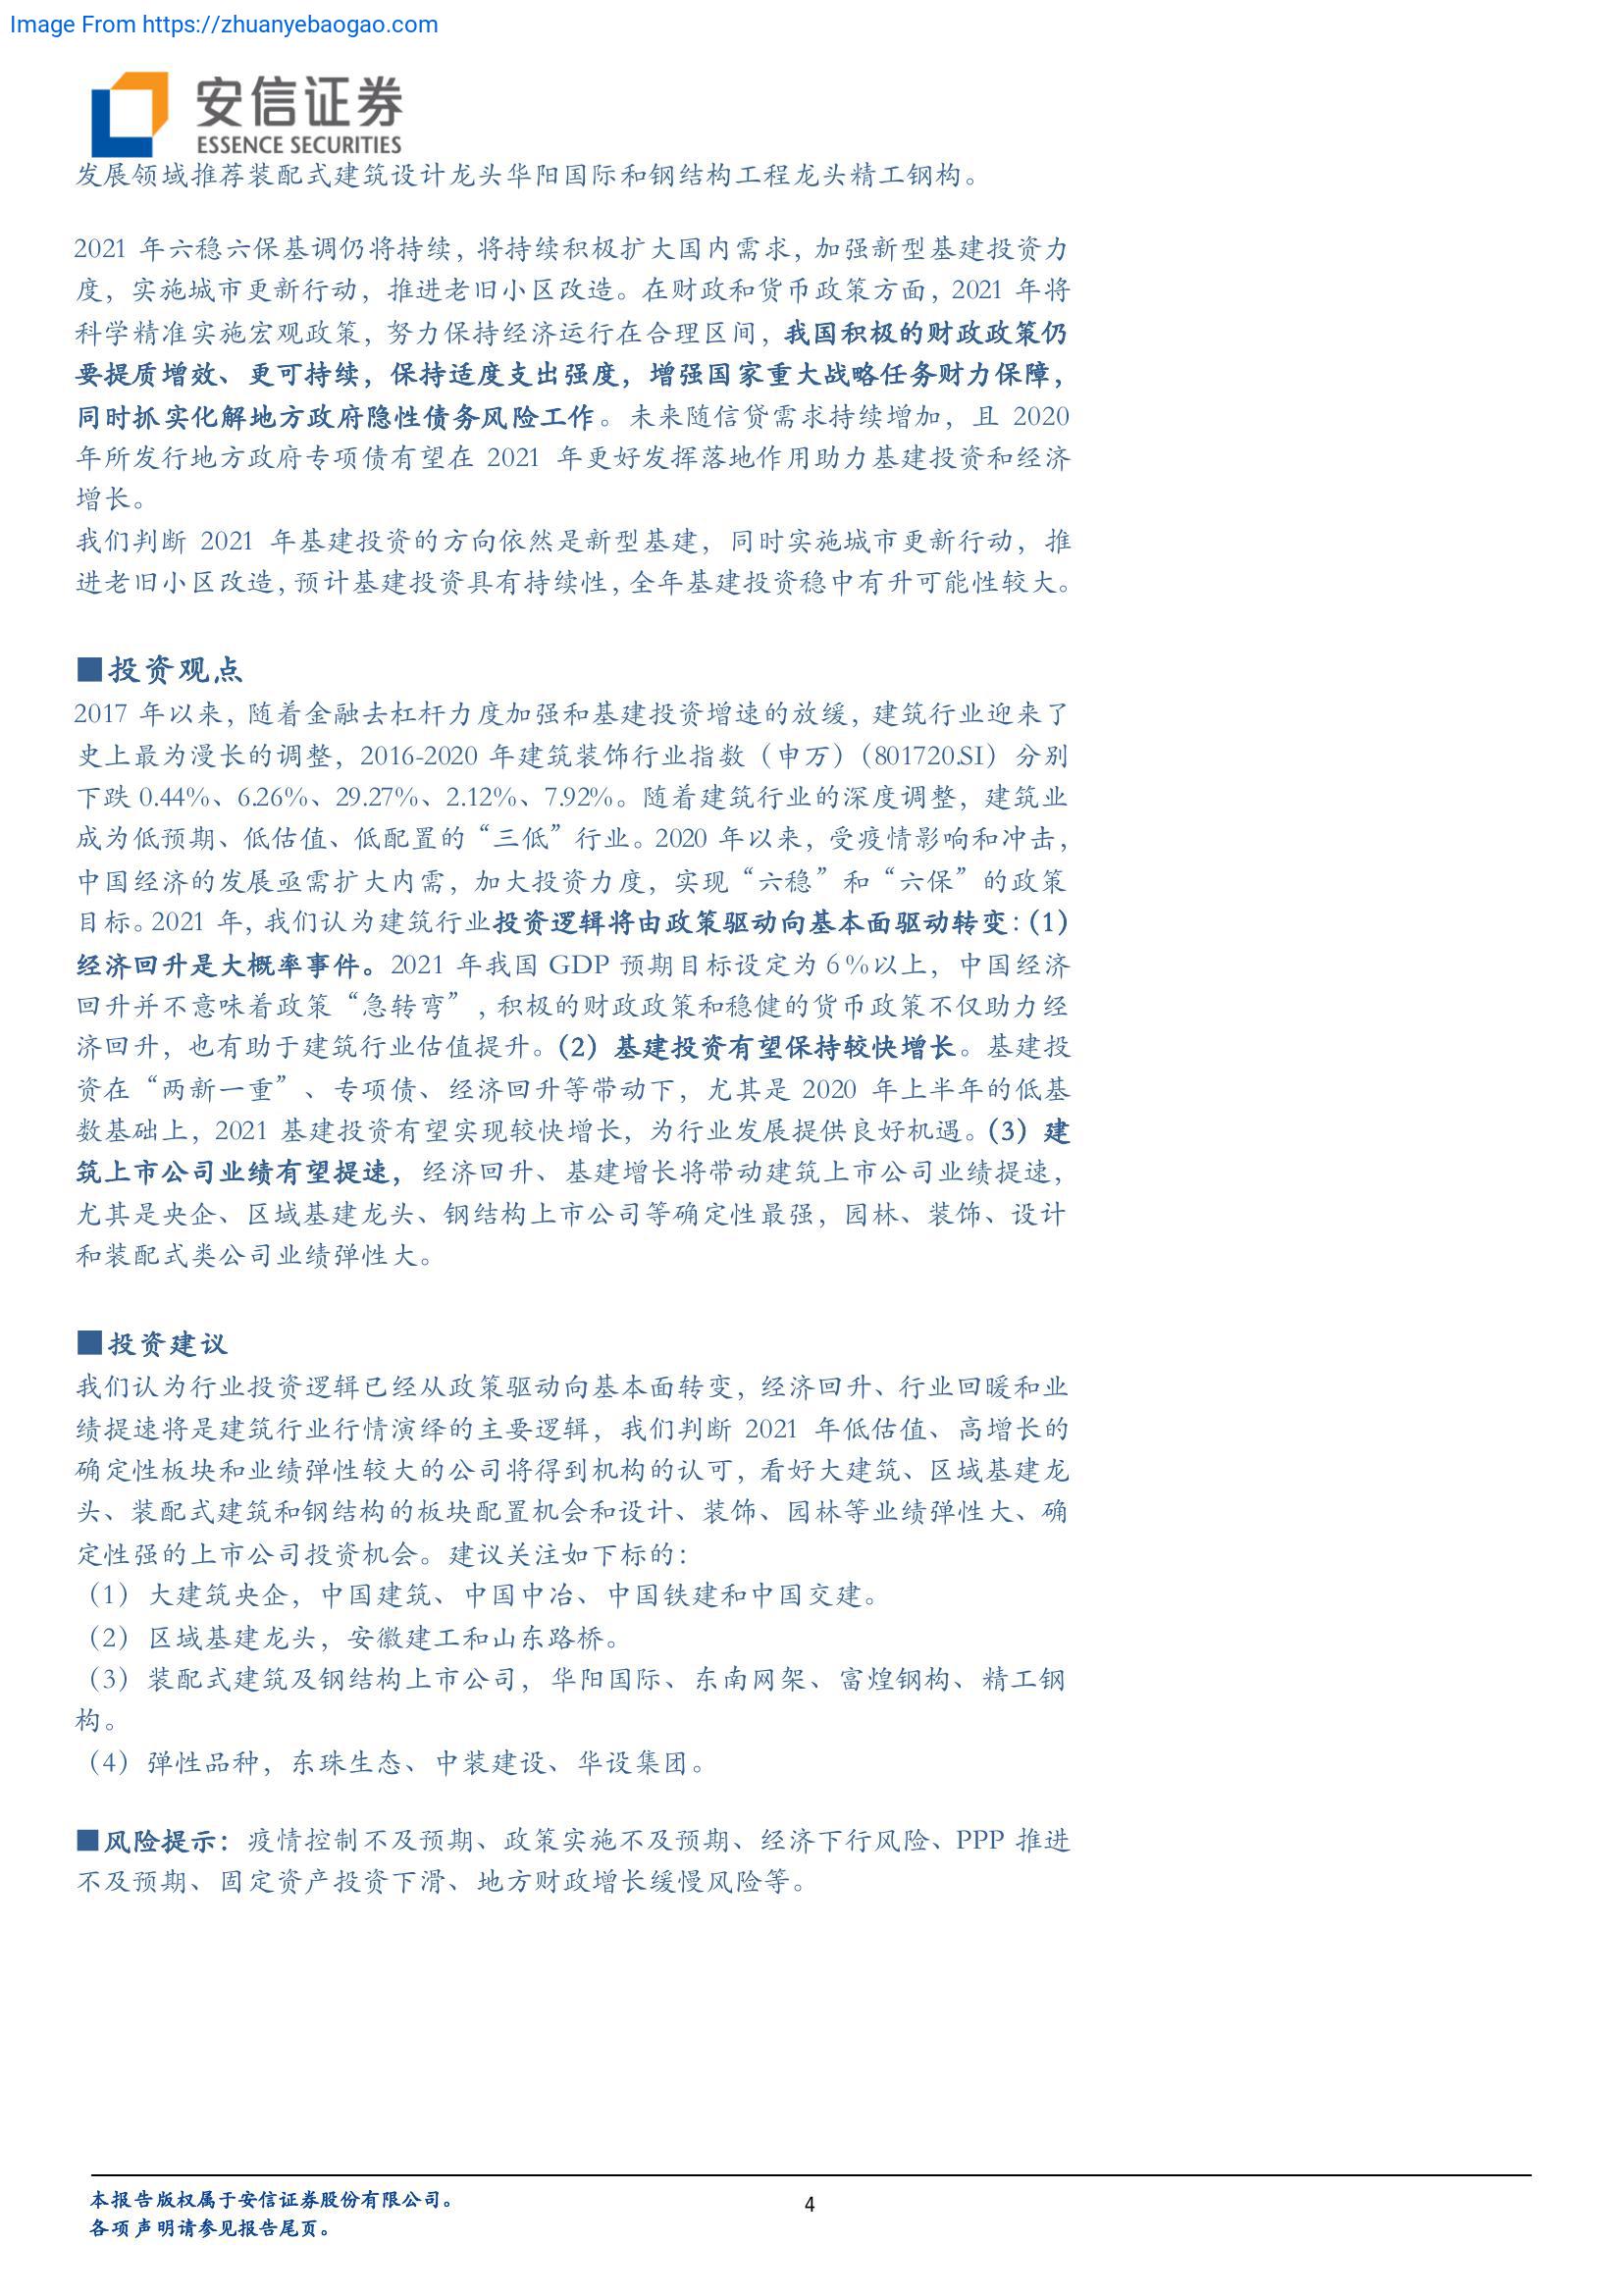 Image From https://zhuanyebaogao.com
安信证券
ESSENCE SECURITIES
发展领域推荐装配式建筑设计龙头华阳国际和钢结构工程龙头精工钢构。
2021 年六稳六保基调仍将持续，将持续积极扩大国内需求，加强新型基建投资力
度，实施城市更新行动，推进老旧小区改造。在财政和货币政策方面，2021 年将
科学精准实施宏观政策，努力保持经济运行在合理区间，我国积极的财政政策仍
要提质增效、更可持续，保持适度支出强度，增强国家重大战略任务财力保障，
同时抓实化解地方政府隐性债务风险工作。未来随信贷需求持续增加，且 2020
年所发行地方政府专项债有望在 2021 年更好发挥落地作用助力基建投资和经济
增长。
我们判断 2021 年基建投资的方向依然是新型基建，同时实施城市更新行动，推
进老旧小区改造，预计基建投资具有持续性，全年基建投资稳中有升可能性较大。
■投资观点
2017 年以来，随着金融去杠杆力度加强和基建投资增速的放缓，建筑行业迎来了
史上最为漫长的调整，2016-2020 年建筑装饰行业指数（申万）（801720.SI）分别
下跌 0.44%、6.26%、29.27%、2.12%、7.92%。随着建筑行业的深度调整，建筑业
成为低预期、低估值、低配置的“三低”行业。2020 年以来，受疫情影响和冲击，
中国经济的发展亟需扩大内需，加大投资力度，实现“六稳”和“六保”的政策
目标。2021 年，我们认为建筑行业投资逻辑将由政策驱动向基本面驱动转变：（1）
经济回升是大概率事件。2021 年我国 GDP 预期目标设定为 6％以上，中国经济
回升并不意味着政策“急转弯”，积极的财政政策和稳健的货币政策不仅助力经
济回升，也有助于建筑行业估值提升。（2）基建投资有望保持较快增长。基建投
资在“两新一重”、专项债、经济回升等带动下，尤其是 2020 年上半年的低基
数基础上，2021 基建投资有望实现较快增长，为行业发展提供良好机遇。（3）建
筑上市公司业绩有望提速，经济回升、基建增长将带动建筑上市公司业绩提速，
尤其是央企、区域基建龙头、钢结构上市公司等确定性最强，园林、装饰、设计
和装配式类公司业绩弹性大。
■投资建议
我们认为行业投资逻辑已经从政策驱动向基本面转变，经济回升、行业回暖和业
绩提速将是建筑行业行情演绎的主要逻辑，我们判断 2021 年低估值、高增长的
确定性板块和业绩弹性较大的公司将得到机构的认可，看好大建筑、区域基建龙
头、装配式建筑和钢结构的板块配置机会和设计、装饰、园林等业绩弹性大、确
定性强的上市公司投资机会。建议关注如下标的：
（1）大建筑央企，中国建筑、中国中冶、中国铁建和中国交建。
（2）区域基建龙头，安徽建工和山东路桥。
（3）装配式建筑及钢结构上市公司，华阳国际、东南网架、富煌钢构、精工钢
构。
（4）弹性品种，东珠生态、中装建设、华设集团。
■风险提示：疫情控制不及预期、政策实施不及预期、经济下行风险、PPP 推进
不及预期、固定资产投资下滑、地方财政增长缓慢风险等。
本报告版权属于安信证券股份有限公司。
4
各项声明请参见报告尾页。